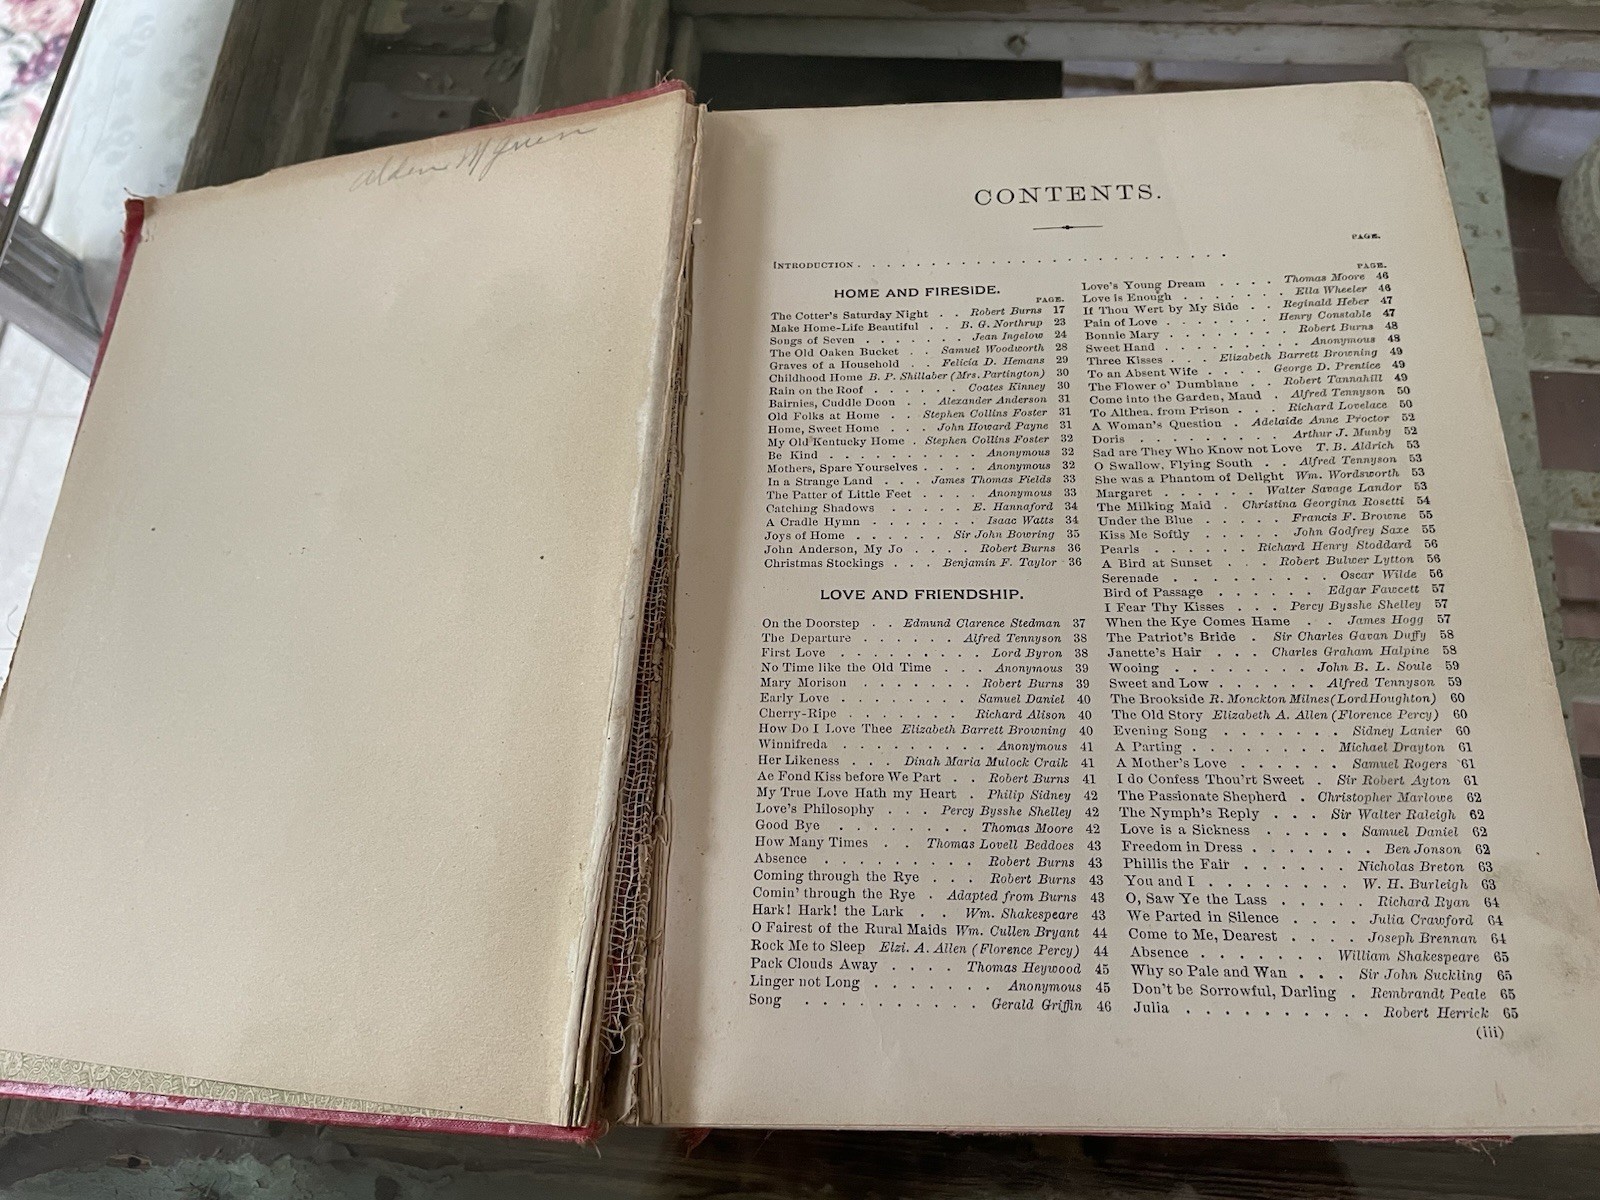 CONTENTS.
PAGE.
INTRODUCTION . . . . . . . . . . . . . . . . . . . . . . . . . .
HOME AND FIRESIDE.
PAGE.
The Cotter's Saturday Night . . Robert Burns 17
Make Home-Life Beautiful . . B. G. Northrup 23
Songs of Seven . . . . . . . Jean Ingelow 24
The Old Oaken Bucket . . Samuel Woodworth 28
Graves of a Household . . Felicia D. Hemans 29
Childhood Home B. P. Shillaber (Mrs. Partington) 30
Rain on the Roof . . . . . . Coates Kinney 30
Bairnies, Cuddle Doon . . Alexander Anderson 31
Old Folks at Home . . Stephen Collins Foster 31
Home, Sweet Home . . . John Howard Payne 31
My Old Kentucky Home . Stephen Collins Foster 32
Be Kind . . . . . . . . . . Anonymous 32
Mothers, Spare Yourselves . . . . Anonymous 32
In a Strange Land . . . James Thomas Fields 33
The Patter of Little Feet . . . . Anonymous 33
Catching Shadows . . . . . E. Hannaford 34
A Cradle Hymn . . . . . . . Isaac Watts 34
Joys of Home . . . . . . Sir John Bowring 35
John Anderson, My Jo . . . . Robert Burns 36
Christmas Stockings . . . Benjamin F. Taylor 36
LOVE AND FRIENDSHIP.
On the Doorstep . . Edmund Clarence Stedman 37
The Departure . . . . . . Alfred Tennyson 38
First Love . . . . . . . . . Lord Byron 38
No Time like the Old Time . . . Anonymous 39
Mary Morison . . . . . . . Robert Burns 39
Early Love . . . . . . . . Samuel Daniel 40
Cherry-Ripe . . . . . . . Richard Alison 40
How Do I Love Thee Elizabeth Barrett Browning 40
Winnifreda . . . . . . . . . Anonymous 41
Her Likeness . . . Dinah Maria Mulock Craik 41
Ae Fond Kiss before We Part . . Robert Burns 41
My True Love Hath my Heart . Philip Sidney 42
Love's Philosophy . . . . Percy Bysshe Shelley 42
Good Bye . . . . . . . . Thomas Moore 42
How Many Times . . Thomas Lovell Beddoes 43
Absence . . . . . . . . . Robert Burns 43
Coming through the Rye . . . Robert Burns 43
Comin' through the Rye . Adapted from Burns 43
Hark! Hark! the Lark . . Wm. Shakespeare 43
O Fairest of the Rural Maids Wm. Cullen Bryant 44
Rock Me to Sleep Elzi. A. Allen (Florence Percy) 44
Pack Clouds Away . . . . Thomas Heywood 45
Linger not Long . . . . . . . Anonymous 45
Song . . . . . . . . . . Gerald Griffin 46
PAGE.
Love's Young Dream . . . . Thomas Moore 46
Love is Enough . . . . . . . Ella Wheeler 46
If Thou Wert by My Side . . Reginald Heber 47
Pain of Love . . . . . . . Henry Constable 47
Bonnie Mary . . . . . . . . Robert Burns 48
Sweet Hand . . . . . . . . . Anonymous 48
Three Kisses . . . Elizabeth Barrett Browning 49
To an Absent Wife . . . . George D. Prentice 49
The Flower o' Dumblane . . . Robert Tannahill 49
Come into the Garden, Maud . Alfred Tennyson 50
To Althea, from Prison . . . Richard Lovelace 50
A Woman's Question . Adelaide Anne Proctor 52
Doris . . . . . . . . . . Arthur J. Munby 52
Sad are They Who Know not Love T. B. Aldrich 53
O Swallow, Flying South . . Alfred Tennyson 53
She was a Phantom of Delight Wm. Wordsworth 53
Margaret . . . . . . Walter Savage Landor 53
The Milking Maid . Christina Georgina Rosetti 54
Under the Blue . . . . . Francis F. Browne 55
Kiss Me Softly . . . . . John Godfrey Saxe 55
Pearls . . . . . . Richard Henry Stoddard 56
A Bird at Sunset . . . Robert Bulwer Lytton 56
Serenade . . . . . . . . . Oscar Wilde 56
Bird of Passage . . . . . . Edgar Fawcett 57
I Fear Thy Kisses . . . Percy Bysshe Shelley 57
When the Kye Comes Hame . . . James Hogg 57
The Patriot's Bride . Sir Charles Gavan Duffy 58
Janette's Hair . . . Charles Graham Halpine 58
Wooing . . . . . . . . John B. L. Soule 59
Sweet and Low . . . . . . Alfred Tennyson 59
The Brookside R. Monckton Milnes (Lord Houghton) 60
The Old Story Elizabeth A. Allen (Florence Percy) 60
Evening Song . . . . . . . Sidney Lanier 60
A Parting . . . . . . . . Michael Drayton 61
A Mother's Love . . . . . . Samuel Rogers 61
I do Confess Thou'rt Sweet . Sir Robert Ayton 61
The Passionate Shepherd . Christopher Marlowe 62
The Nymph's Reply . . . Sir Walter Raleigh 62
Love is a Sickness . . . . . Samuel Daniel 62
Freedom in Dress . . . . . . . Ben Jonson 62
Phillis the Fair . . . . . . Nicholas Breton 63
You and I . . . . . . . . W. H. Burleigh 63
O, Saw Ye the Lass . . . . . Richard Ryan 64
We Parted in Silence . . . . Julia Crawford 64
Come to Me, Dearest . . . . Joseph Brennan 64
Absence . . . . . . . William Shakespeare 65
Why so Pale and Wan . . . Sir John Suckling 65
Don't be Sorrowful, Darling . Rembrandt Peale 65
Julia . . . . . . . . . . Robert Herrick 65
(iii)